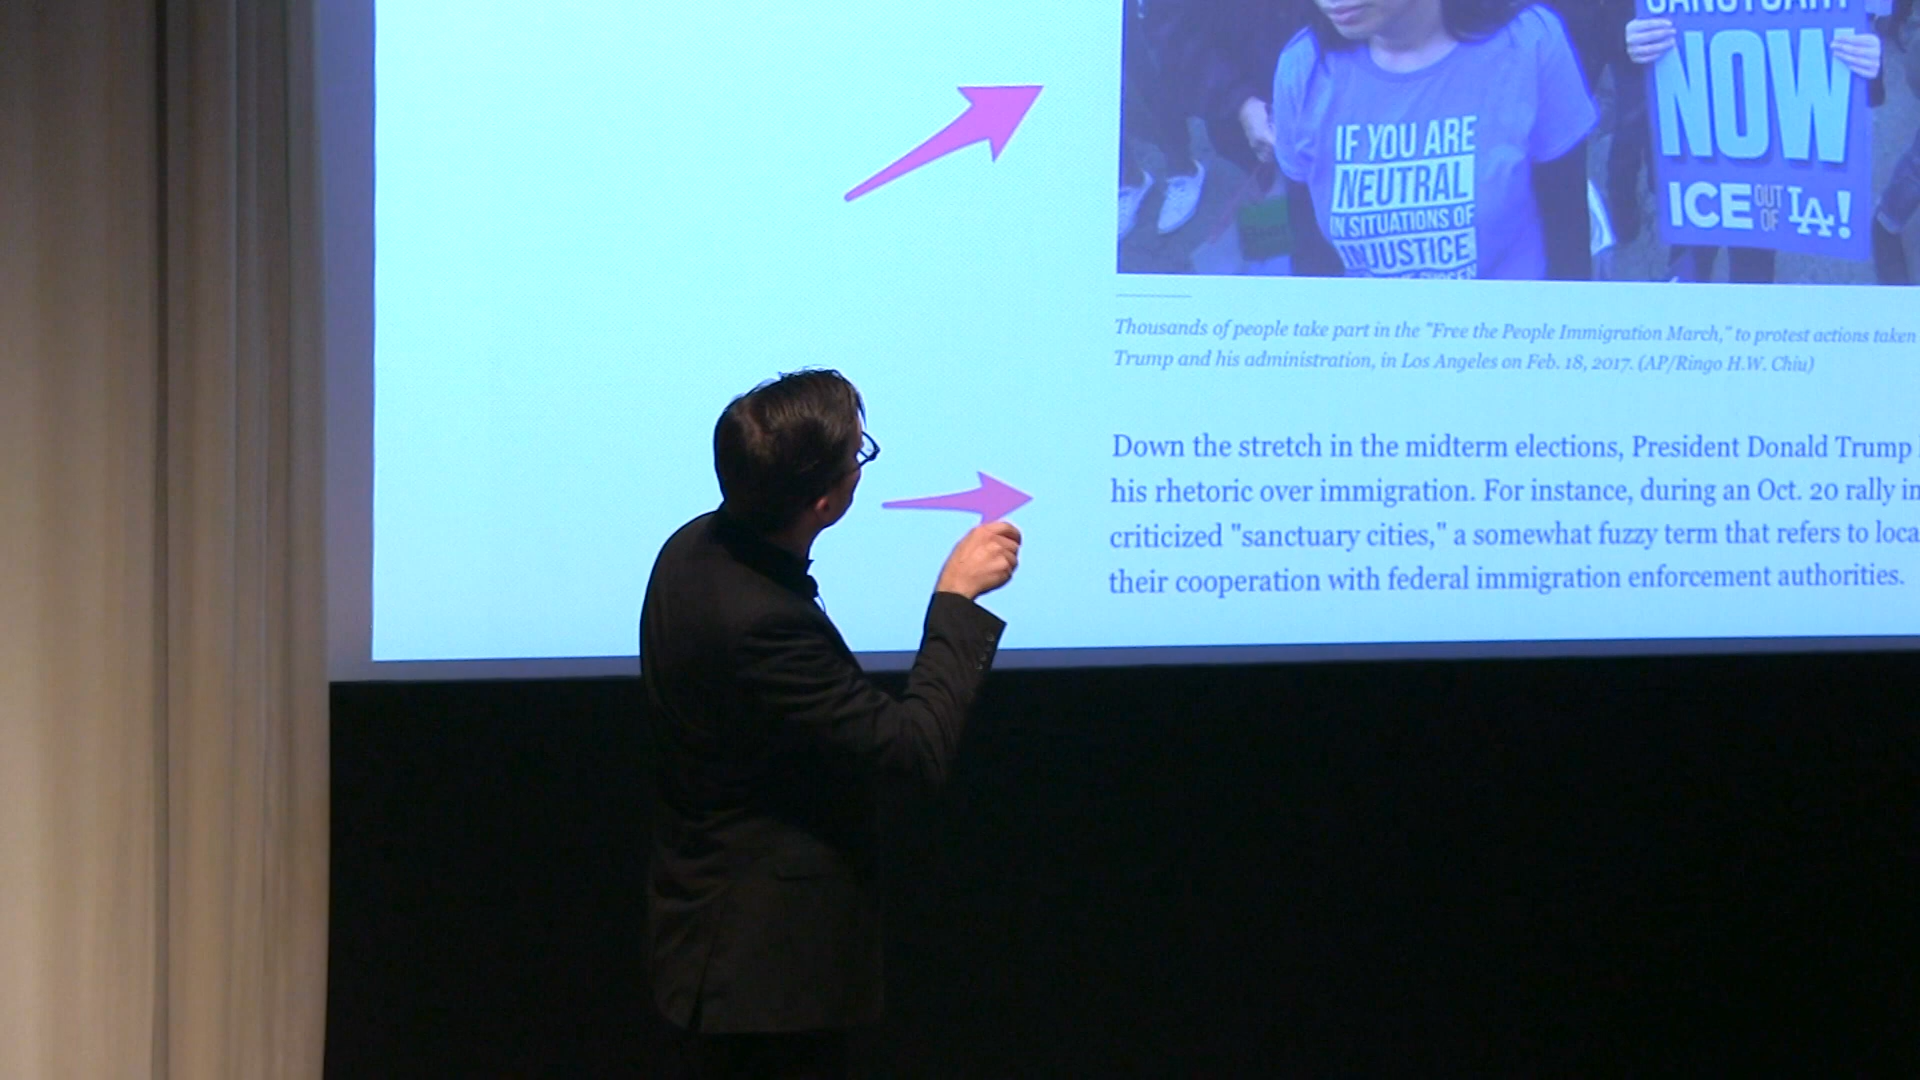 SANCTUARY
NOW
ICE OUT OF LA!
IF YOU ARE
NEUTRAL
IN SITUATIONS OF
INJUSTICE
Thousands of people take part in the "Free the People Immigration March," to protest actions taken
Trump and his administration, in Los Angeles on Feb. 18, 2017. (AP/Ringo H.W. Chiu)
Down the stretch in the midterm elections, President Donald Trump
his rhetoric over immigration. For instance, during an Oct. 20 rally in
criticized "sanctuary cities," a somewhat fuzzy term that refers to loca
their cooperation with federal immigration enforcement authorities.